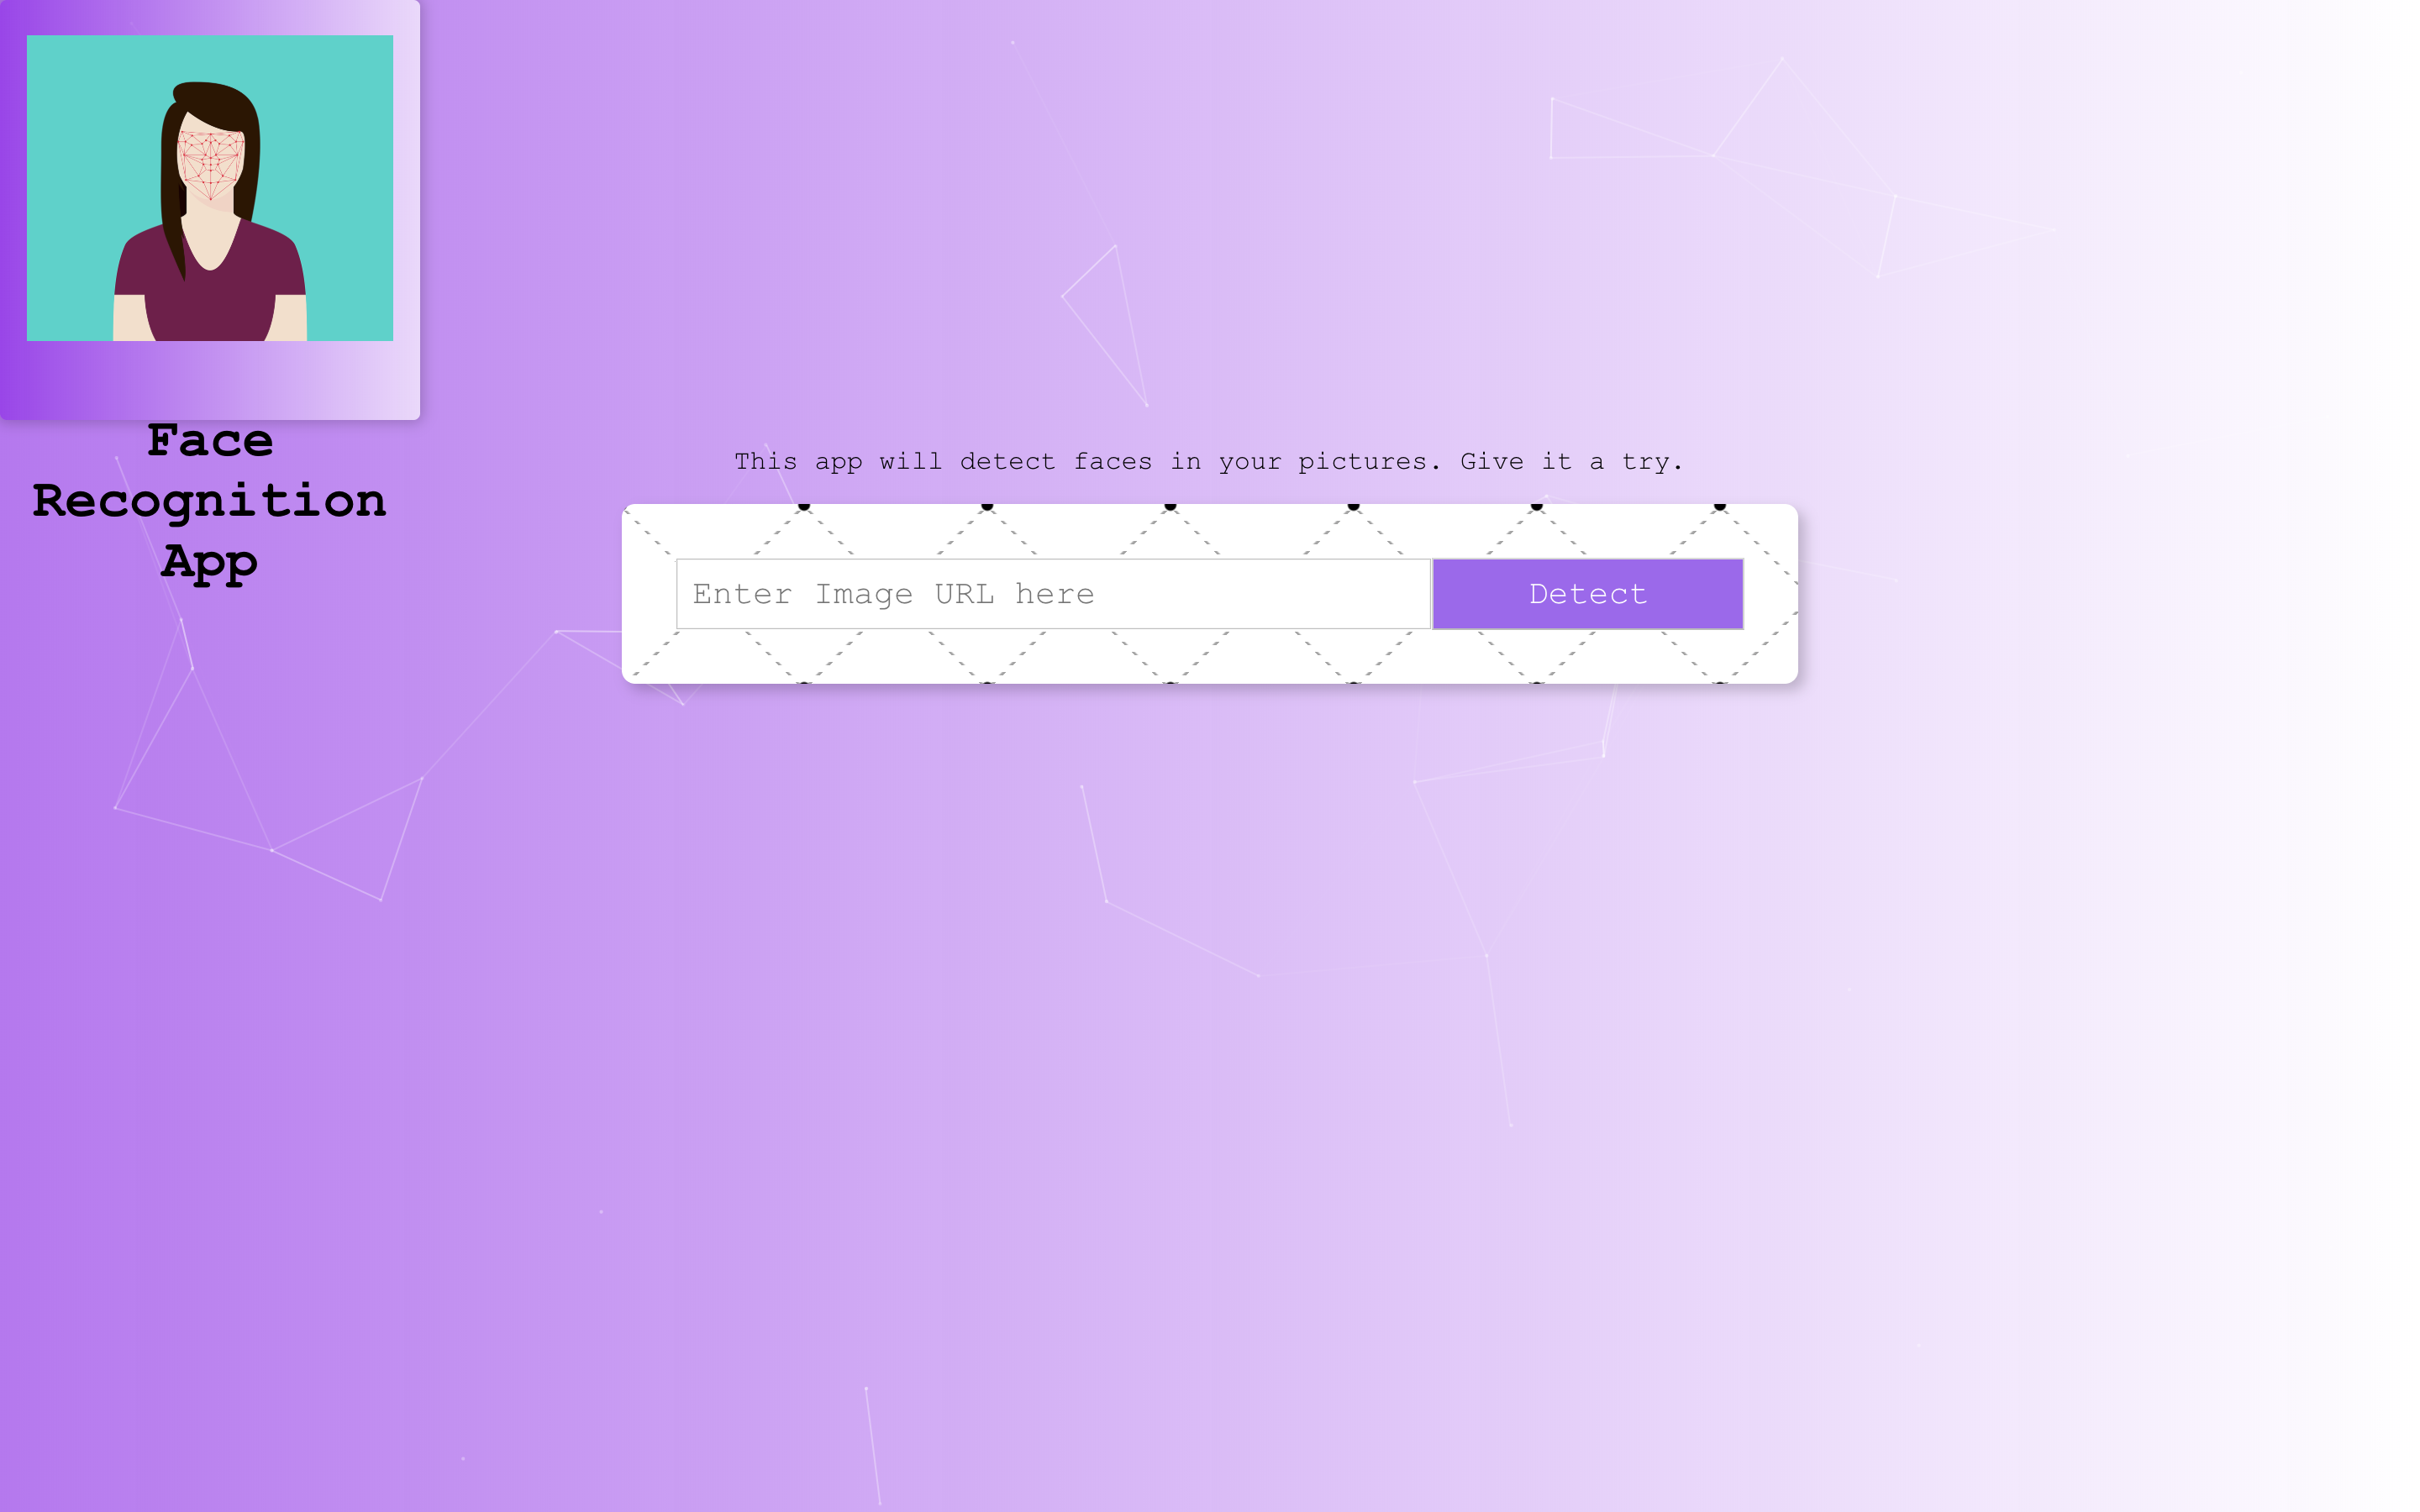 Face
Recognition
App
This app will detect faces in your pictures. Give it a try.
Enter Image URL here
Detect